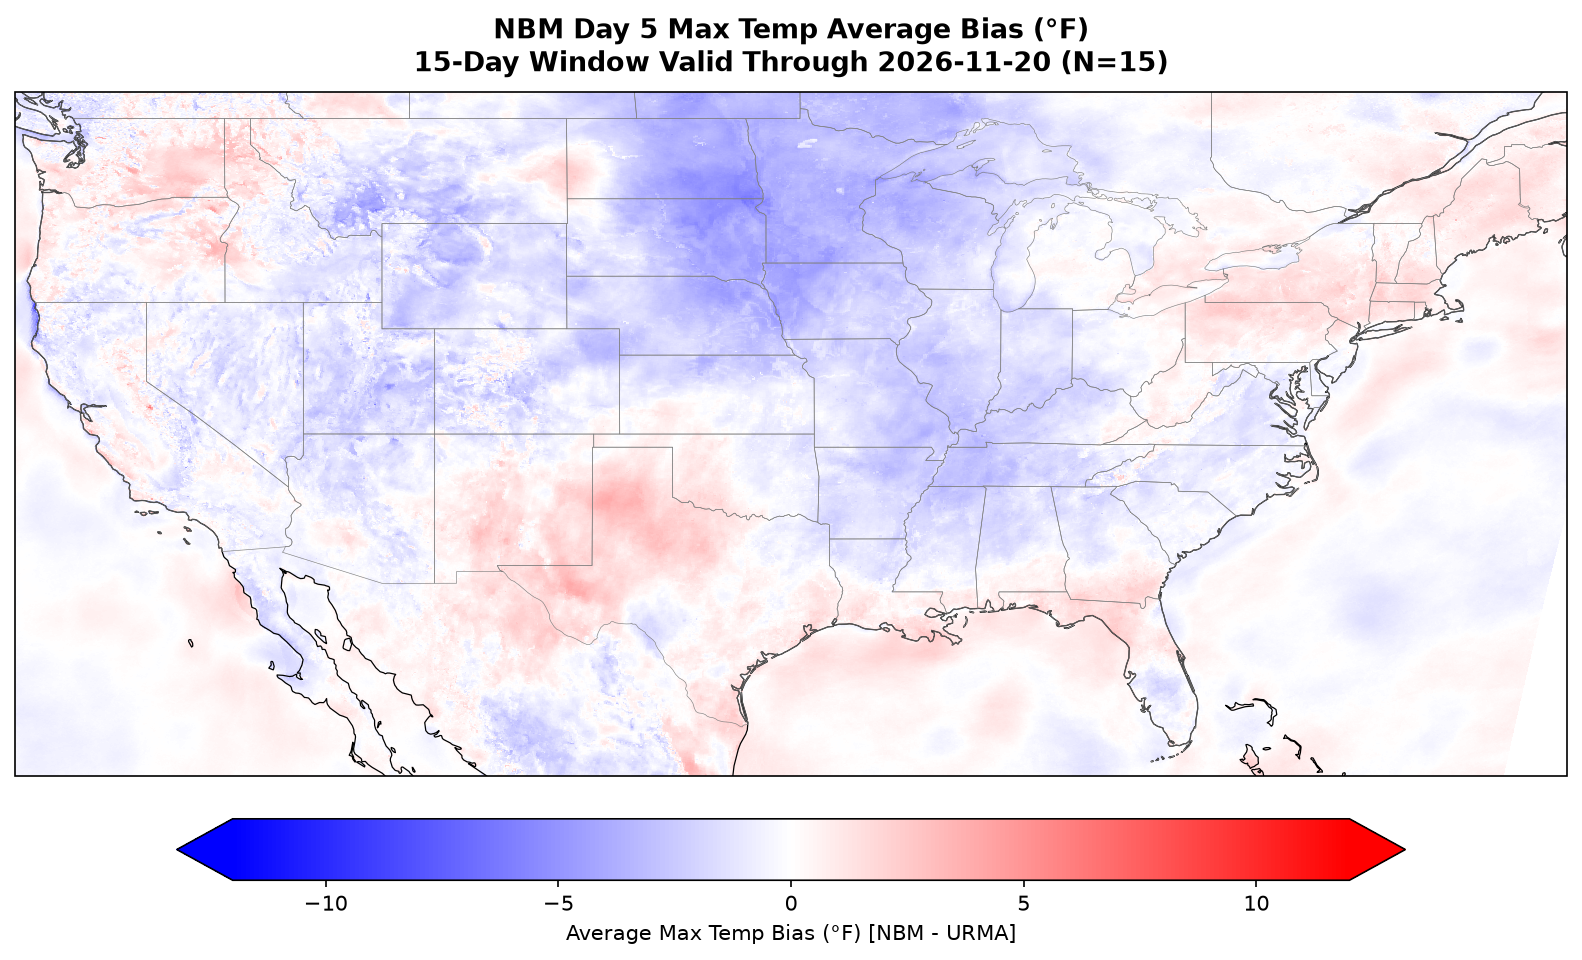 NBM Day 5 Max Temp Average Bias (°F)
15-Day Window Valid Through 2026-11-20 (N=15)
−10 −5 0 5 10
Average Max Temp Bias (°F) [NBM - URMA]